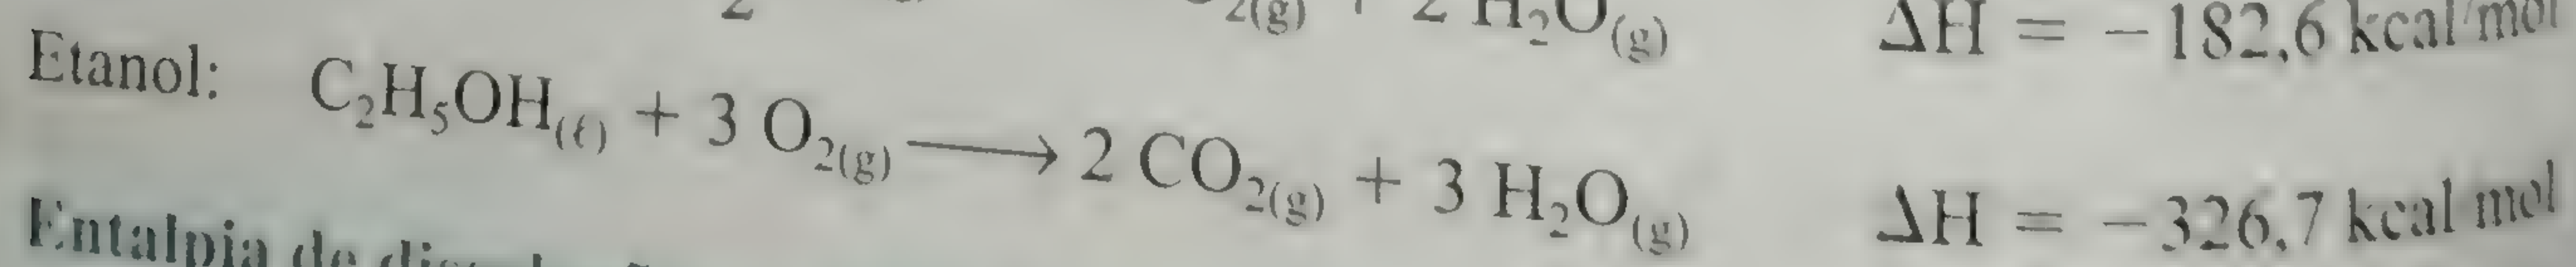 2(g) + 2 H₂O(g) ΔH = −182,6 kcal/mol
Etanol: C₂H₅OH(ℓ) + 3 O₂(g) ⟶ 2 CO₂(g) + 3 H₂O(g) ΔH = −326,7 kcal/mol
Entalpia de